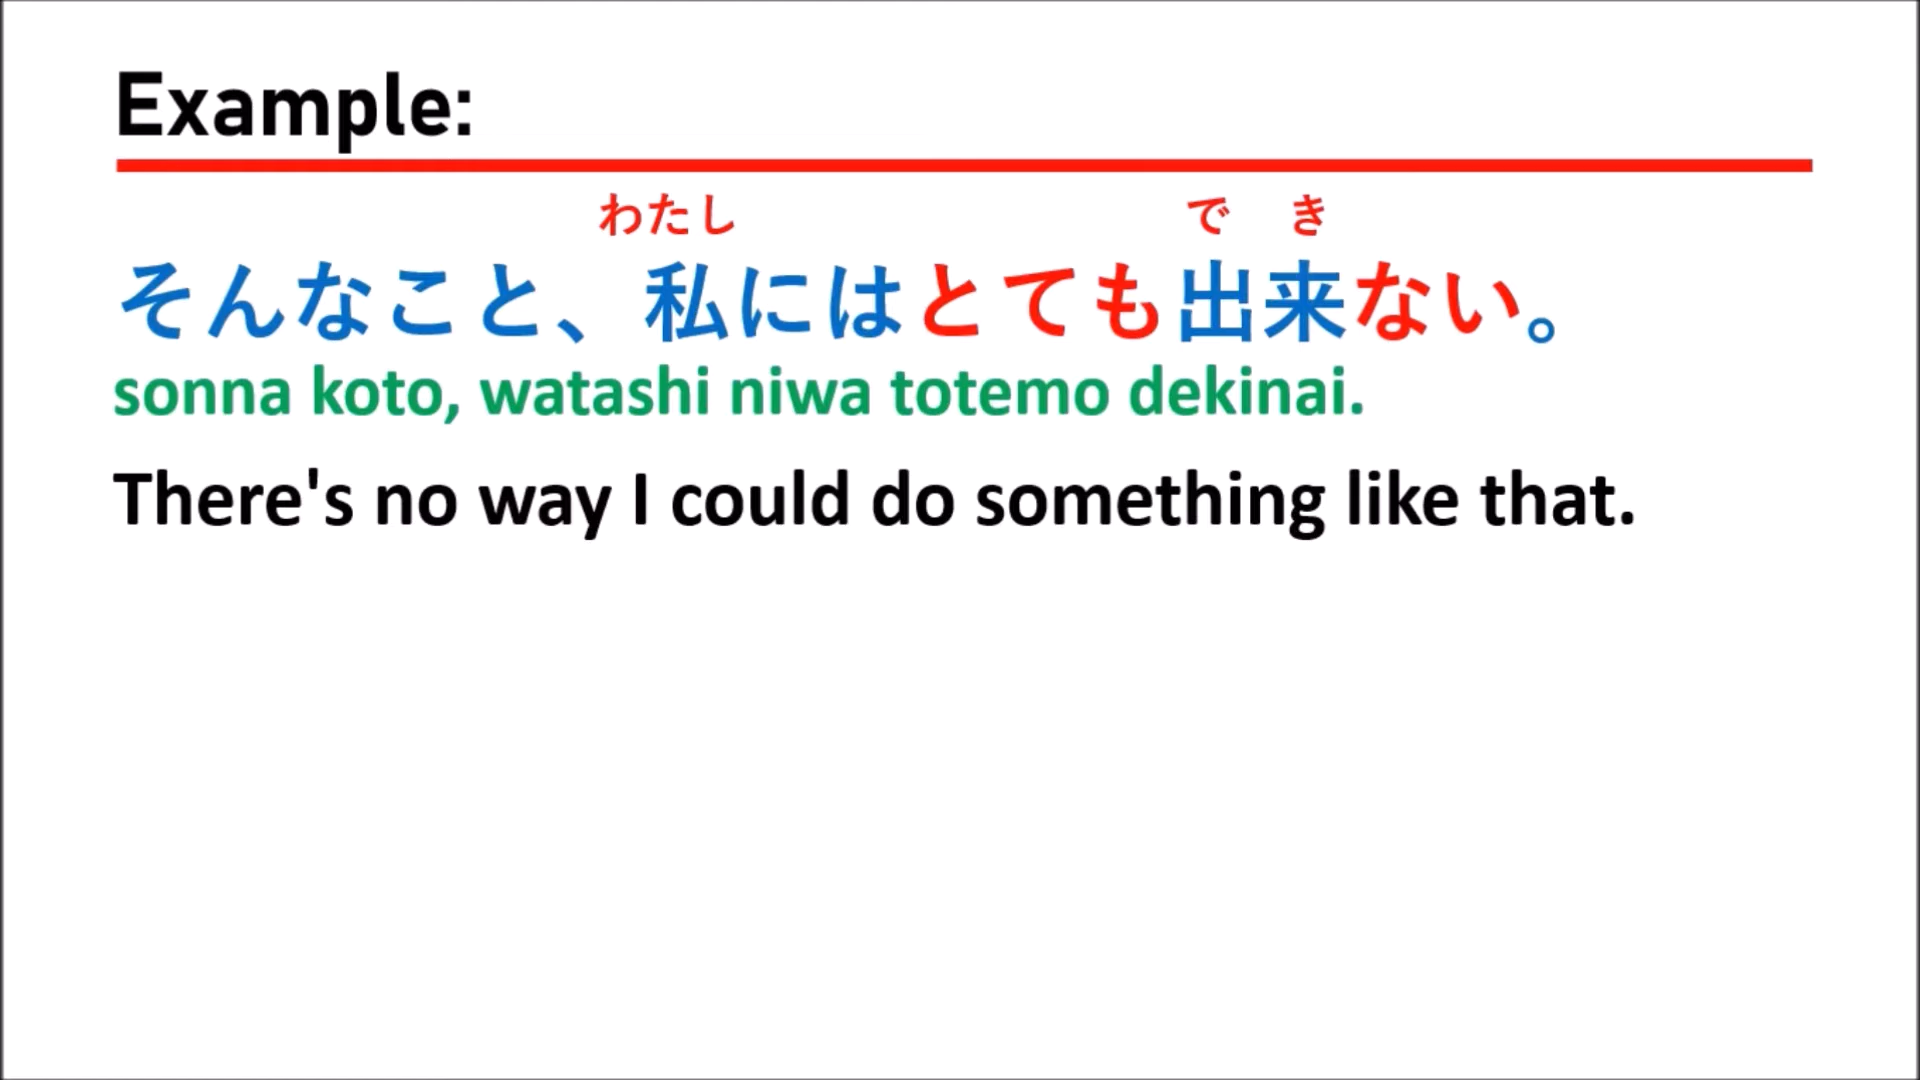 Example:
わたし で き
そんなこと、私にはとても出来ない。
sonna koto, watashi niwa totemo dekinai.
There's no way I could do something like that.